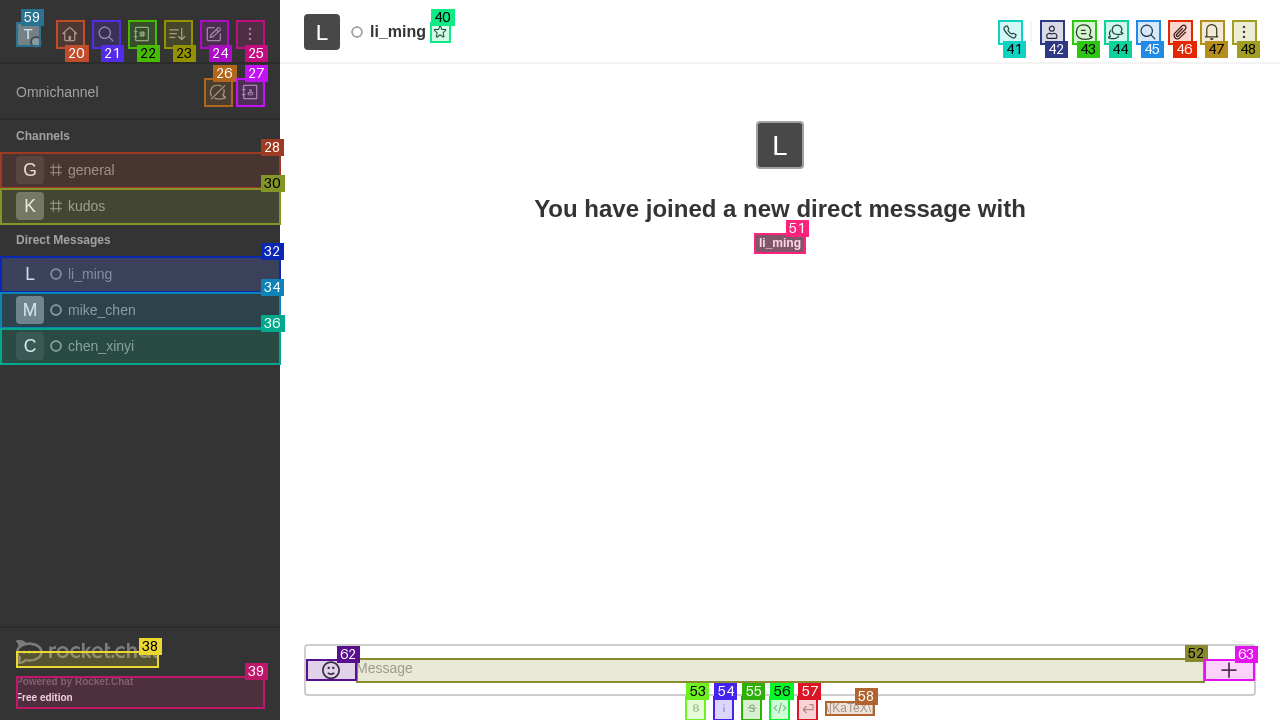 59
T
20
21
22
23
24
25
L
li_ming
40
41
42
43
44
45
46
47
48
Omnichannel
26
27
Channels
28
G general
30
K kudos
Direct Messages
32
L li_ming
34
M mike_chen
36
C chen_xinyi
L
You have joined a new direct message with
51
li_ming
rocket.cha
38
39
Powered by Rocket.Chat
Free edition
62
Message
52
63
53
54
55
56
57
58
B
i
S
</>
\[KaTeX\]